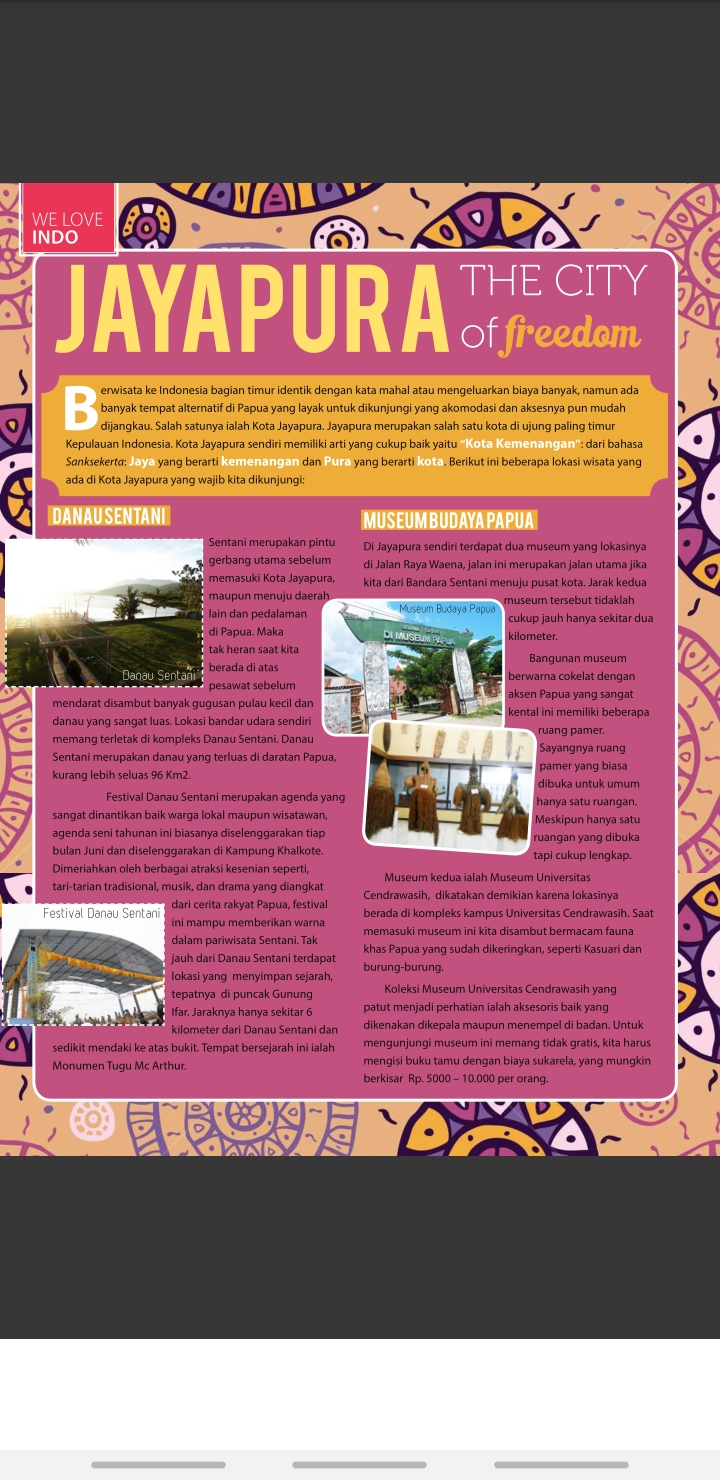 WE LOVE
INDO
JAYAPURA
THE CITY
of freedom
Berwisata ke Indonesia bagian timur identik dengan kata mahal atau mengeluarkan biaya banyak, namun ada
banyak tempat alternatif di Papua yang layak untuk dikunjungi yang akomodasi dan aksesnya pun mudah
dijangkau. Salah satunya ialah Kota Jayapura. Jayapura merupakan salah satu kota di ujung paling timur
Kepulauan Indonesia. Kota Jayapura sendiri memiliki arti yang cukup baik yaitu "Kota Kemenangan": dari bahasa
Sanksekerta: Jaya yang berarti kemenangan dan Pura yang berarti kota. Berikut ini beberapa lokasi wisata yang
ada di Kota Jayapura yang wajib kita dikunjungi:
DANAU SENTANI
Sentani merupakan pintu
gerbang utama sebelum
memasuki Kota Jayapura,
maupun menuju daerah
lain dan pedalaman
di Papua. Maka
tak heran saat kita
berada di atas
pesawat sebelum
Danau Sentani
mendarat disambut banyak gugusan pulau kecil dan
danau yang sangat luas. Lokasi bandar udara sendiri
memang terletak di kompleks Danau Sentani. Danau
Sentani merupakan danau yang terluas di daratan Papua,
kurang lebih seluas 96 Km2.
Festival Danau Sentani merupakan agenda yang
sangat dinantikan baik warga lokal maupun wisatawan,
agenda seni tahunan ini biasanya diselenggarakan tiap
bulan Juni dan diselenggarakan di Kampung Khalkote.
Dimeriahkan oleh berbagai atraksi kesenian seperti,
tari-tarian tradisional, musik, dan drama yang diangkat
dari cerita rakyat Papua, festival
ini mampu memberikan warna
dalam pariwisata Sentani. Tak
jauh dari Danau Sentani terdapat
lokasi yang menyimpan sejarah,
tepatnya di puncak Gunung
Ifar. Jaraknya hanya sekitar 6
kilometer dari Danau Sentani dan
Festival Danau Sentani
sedikit mendaki ke atas bukit. Tempat bersejarah ini ialah
Monumen Tugu Mc Arthur.
MUSEUM BUDAYA PAPUA
Di Jayapura sendiri terdapat dua museum yang lokasinya
di Jalan Raya Waena, jalan ini merupakan jalan utama jika
kita dari Bandara Sentani menuju pusat kota. Jarak kedua
museum tersebut tidaklah
cukup jauh hanya sekitar dua
kilometer.
Museum Budaya Papua
DI MUSEUM PAPUA
Bangunan museum
berwarna cokelat dengan
aksen Papua yang sangat
kental ini memiliki beberapa
ruang pamer.
Sayangnya ruang
pamer yang biasa
dibuka untuk umum
hanya satu ruangan.
Meskipun hanya satu
ruangan yang dibuka
tapi cukup lengkap.
Museum kedua ialah Museum Universitas
Cendrawasih, dikatakan demikian karena lokasinya
berada di kompleks kampus Universitas Cendrawasih. Saat
memasuki museum ini kita disambut bermacam fauna
khas Papua yang sudah dikeringkan, seperti Kasuari dan
burung-burung.
Koleksi Museum Universitas Cendrawasih yang
patut menjadi perhatian ialah aksesoris baik yang
dikenakan dikepala maupun menempel di badan. Untuk
mengunjungi museum ini memang tidak gratis, kita harus
mengisi buku tamu dengan biaya sukarela, yang mungkin
berkisar Rp. 5000 – 10.000 per orang.